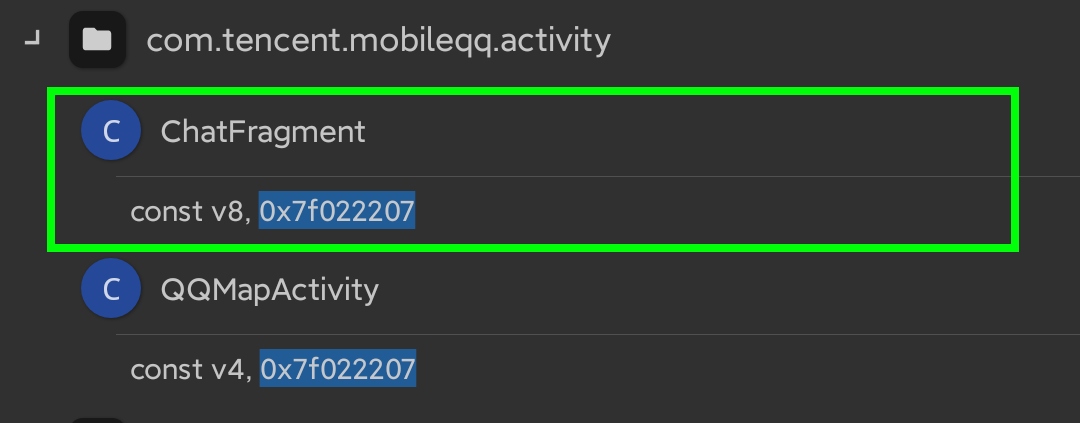 com.tencent.mobileqq.activity
C ChatFragment
const v8, 0x7f022207
C QQMapActivity
const v4, 0x7f022207